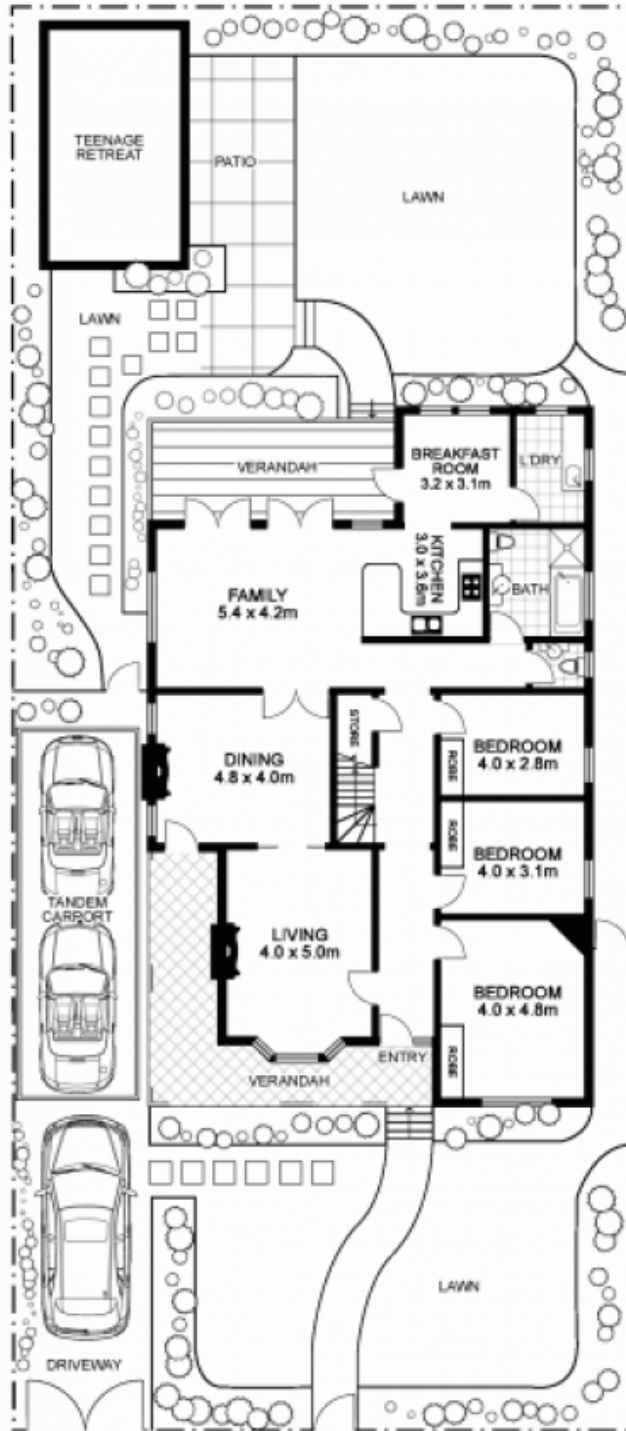 TEENAGE
RETREAT
PATIO
LAWN
LAWN
VERANDAH
BREAKFAST
ROOM
3.2 x 3.1m
L'DRY
KITCHEN
3.0 x 3.6m
FAMILY
5.4 x 4.2m
BATH
STORE
DINING
4.8 x 4.0m
BEDROOM
4.0 x 2.8m
ROBE
BEDROOM
4.0 x 3.1m
ROBE
TANDEM
CARPORT
LIVING
4.0 x 5.0m
BEDROOM
4.0 x 4.8m
ROBE
ENTRY
VERANDAH
LAWN
DRIVEWAY